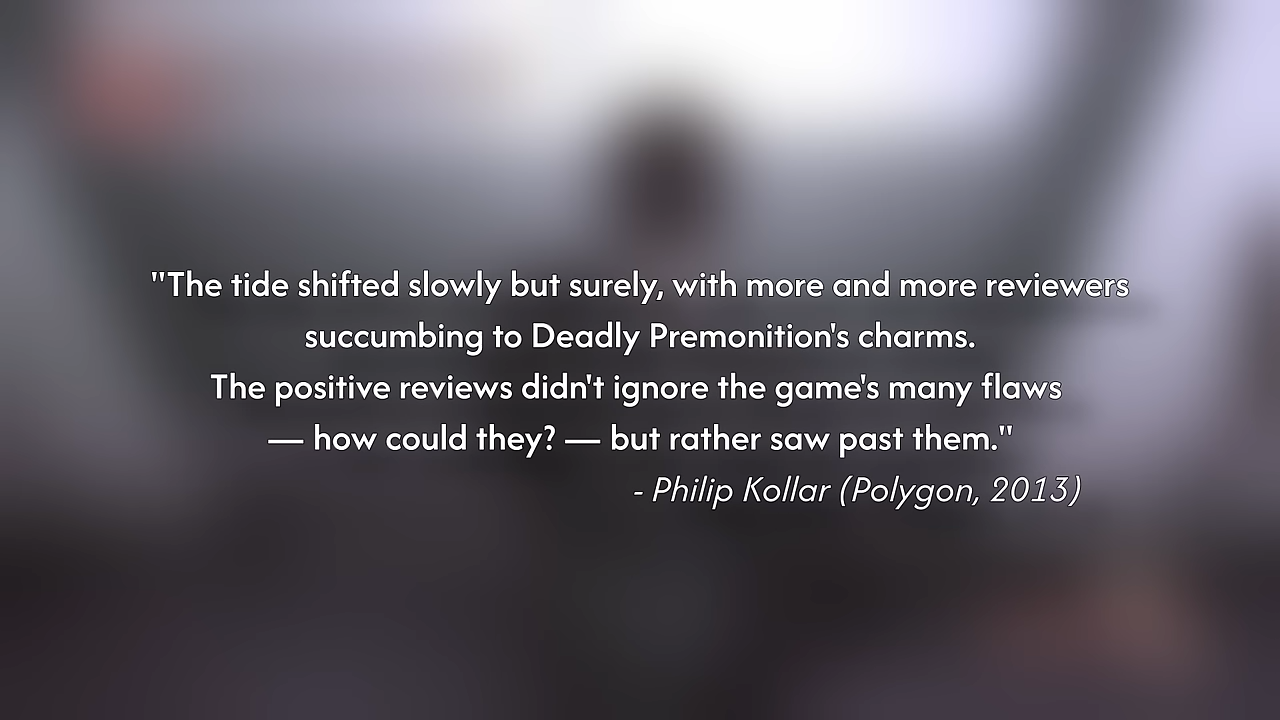 "The tide shifted slowly but surely, with more and more reviewers
succumbing to Deadly Premonition's charms.
The positive reviews didn't ignore the game's many flaws
— how could they? — but rather saw past them."
- Philip Kollar (Polygon, 2013)